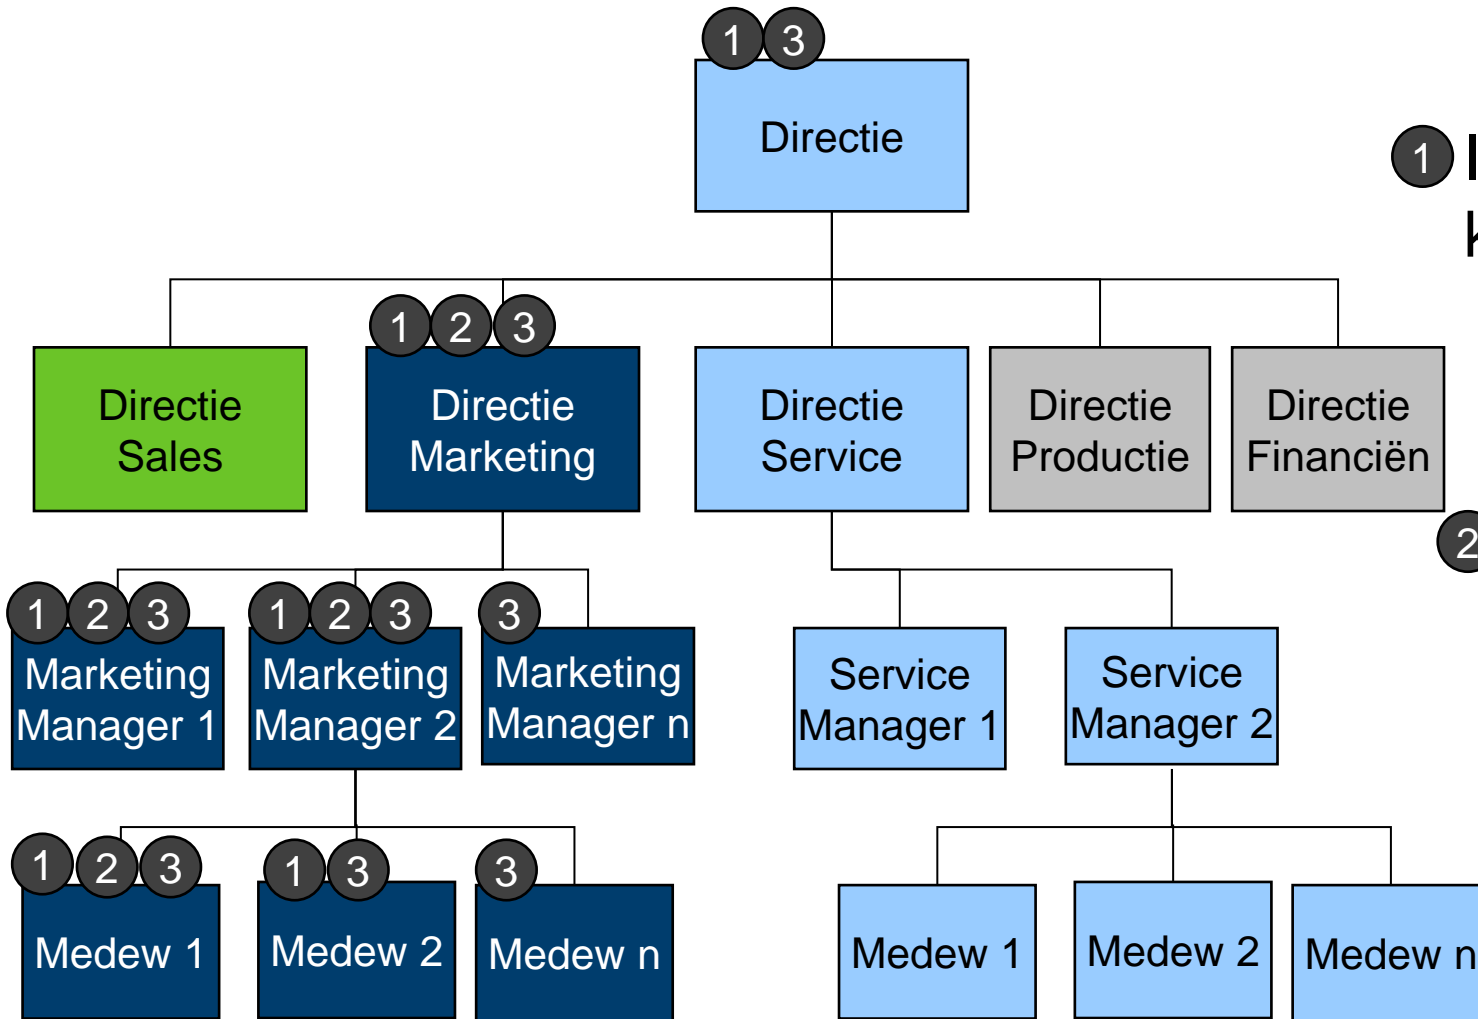 1 3
Directie
1
1 2 3
Directie
Sales
Directie
Marketing
Directie
Service
Directie
Productie
Directie
Financiën
2
1 2 3
1 2 3
3
Marketing
Manager 1
Marketing
Manager 2
Marketing
Manager n
Service
Manager 1
Service
Manager 2
1 2 3
1 3
3
Medew 1
Medew 2
Medew n
Medew 1
Medew 2
Medew n